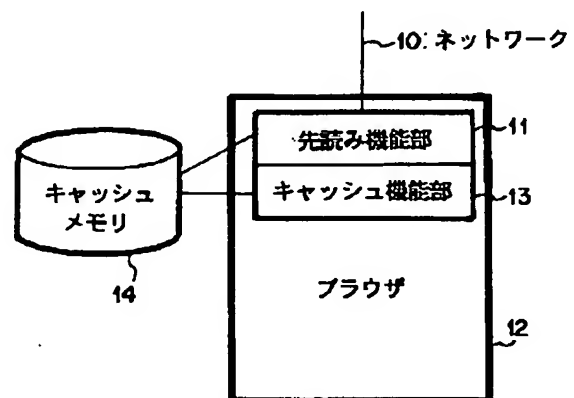 10:ネットワーク
先読み機能部
11
キャッシュ機能部
13
キャッシュ
メモリ
14
ブラウザ
12